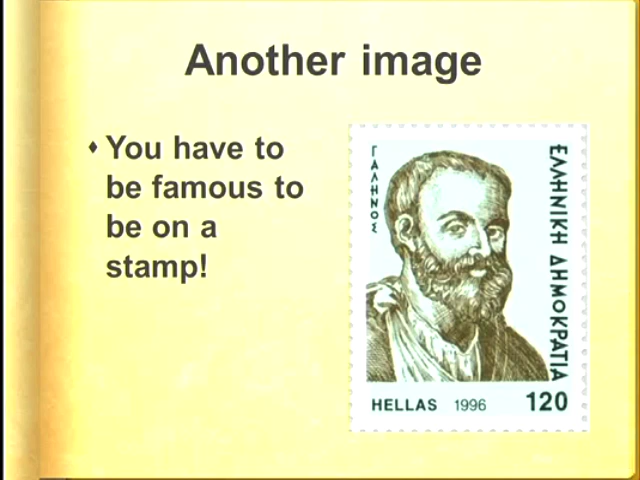 Another image
You have to
be famous to
be on a
stamp!
ΓΑΛΗΝΟΣ
ΕΛΛΗΝΙΚΗ ΔΗΜΟΚΡΑΤΙΑ
HELLAS 1996 120